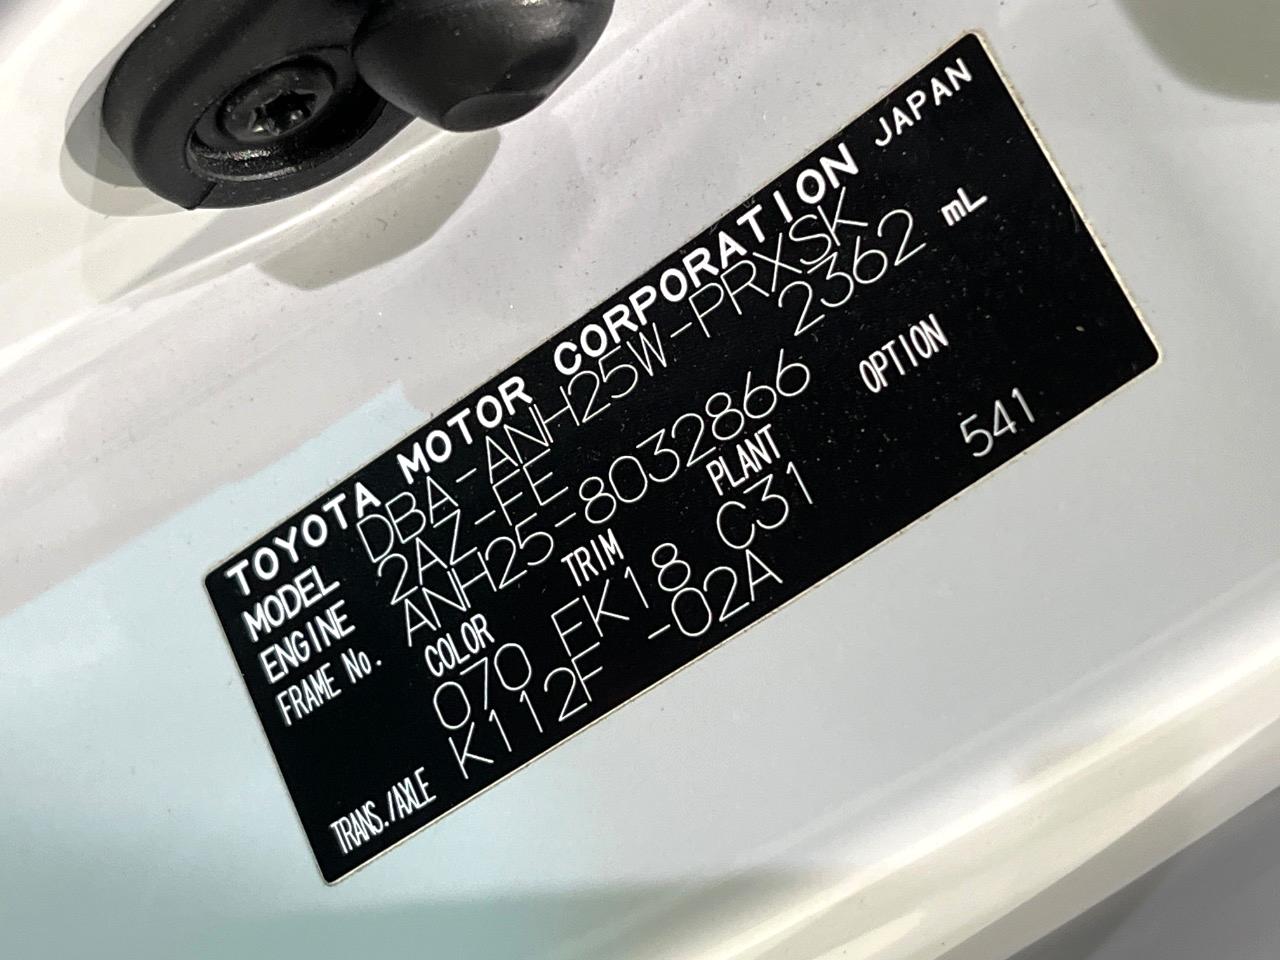 TOYOTA MOTOR CORPORATION JAPAN
MODEL DBA-ANH25W-PRXSK
ENGINE 2AZ-FE 2362 mL
FRAME No. ANH25-8032866
COLOR TRIM PLANT OPTION
070 FK18 C31 541
TRANS./AXLE K112F -02A